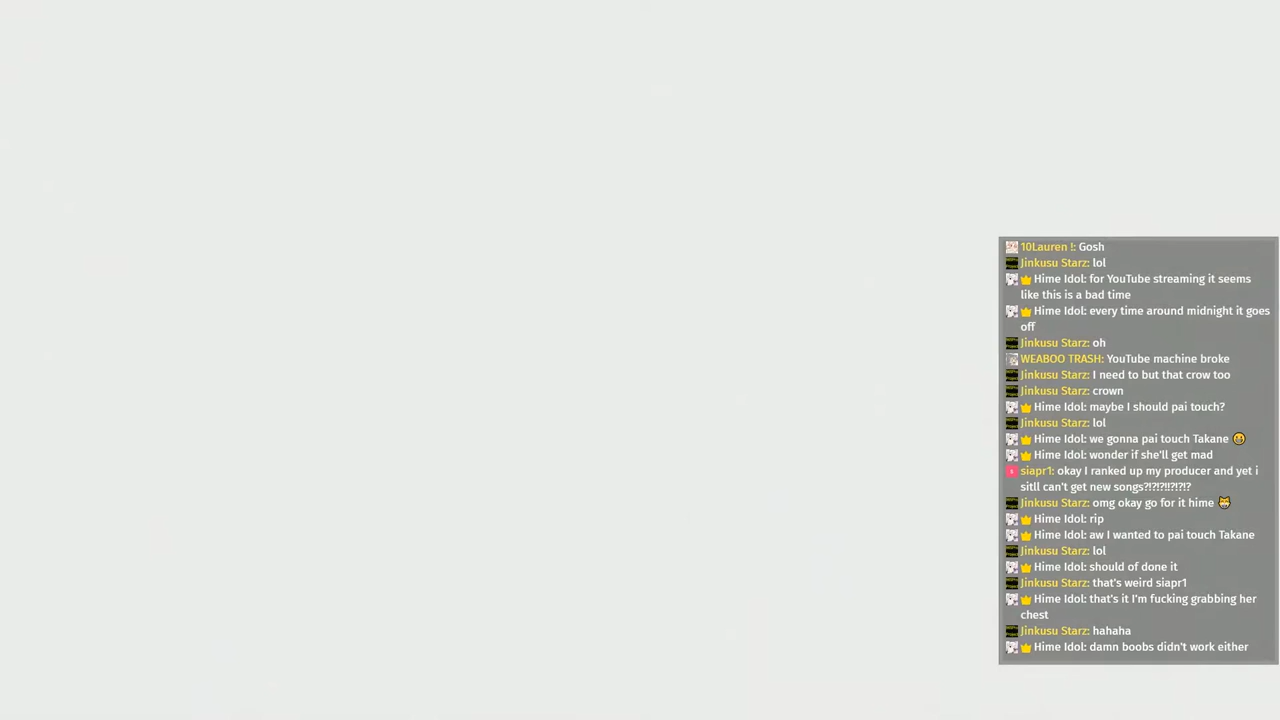 10Lauren !: Gosh
Jinkusu Starz: lol
Hime Idol: for YouTube streaming it seems
like this is a bad time
Hime Idol: every time around midnight it goes
off
Jinkusu Starz: oh
WEABOO TRASH: YouTube machine broke
Jinkusu Starz: I need to but that crow too
Jinkusu Starz: crown
Hime Idol: maybe I should pai touch?
Jinkusu Starz: lol
Hime Idol: we gonna pai touch Takane 😀
Hime Idol: wonder if she'll get mad
siapr1: okay I ranked up my producer and yet i
sitll can't get new songs?!?!?!!?!?!?
Jinkusu Starz: omg okay go for it hime 😸
Hime Idol: rip
Hime Idol: aw I wanted to pai touch Takane
Jinkusu Starz: lol
Hime Idol: should of done it
Jinkusu Starz: that's weird siapr1
Hime Idol: that's it I'm fucking grabbing her
chest
Jinkusu Starz: hahaha
Hime Idol: damn boobs didn't work either